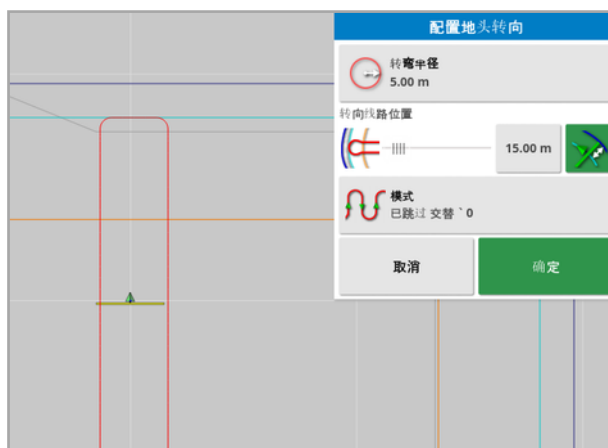 配置地头转向
转弯半径
5.00 m
转向线路位置
15.00 m
模式
已跳过 交替 ` 0
取消
确定